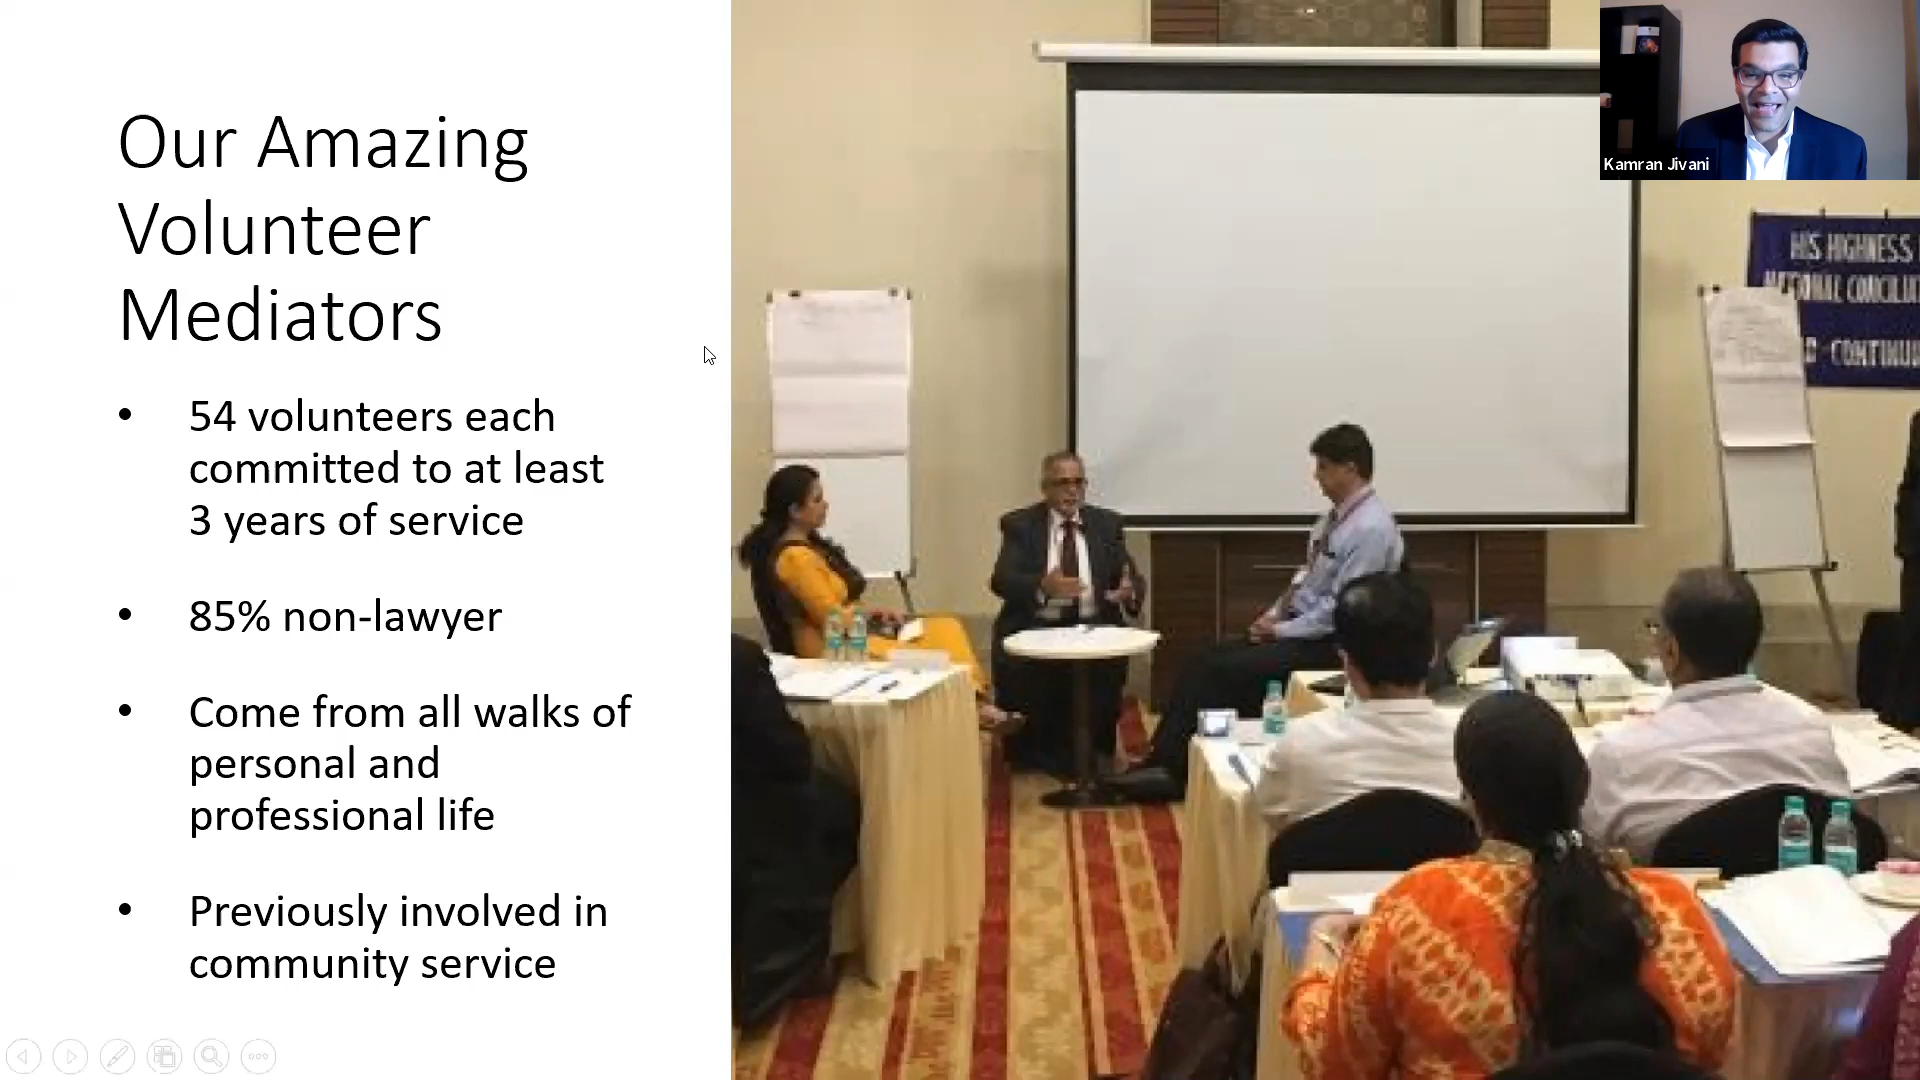 Our Amazing
Volunteer
Mediators
• 54 volunteers each
committed to at least
3 years of service
• 85% non-lawyer
• Come from all walks of
personal and
professional life
• Previously involved in
community service
Kamran Jivani
HIS HIGHNESS